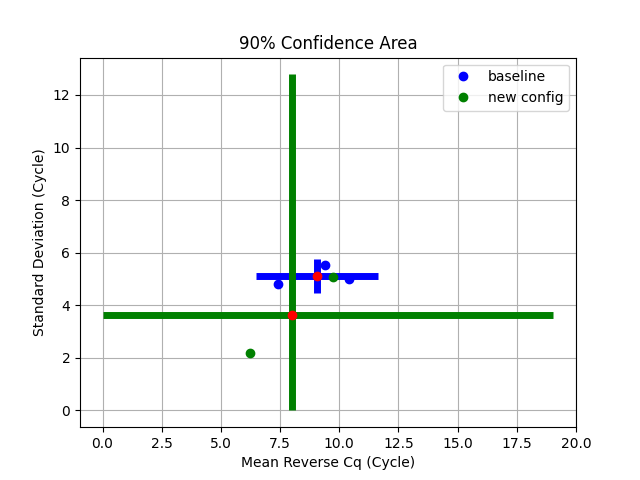 90% Confidence Area
baseline
new config
Standard Deviation (Cycle)
12
10
8
6
4
2
0
0.0 2.5 5.0 7.5 10.0 12.5 15.0 17.5 20.0
Mean Reverse Cq (Cycle)